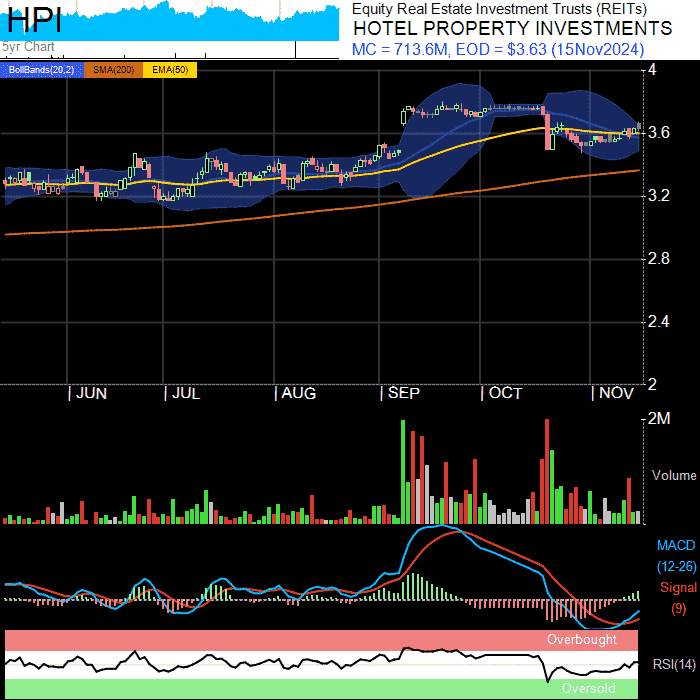 HPI
5yr Chart
Equity Real Estate Investment Trusts (REITs)
HOTEL PROPERTY INVESTMENTS
MC = 713.6M, EOD = $3.63 (15Nov2024)
BollBands(20,2) SMA(200) EMA(50)
4
3.6
3.2
2.8
2.4
2
| JUN | JUL | AUG | SEP | OCT | NOV
2M
Volume
MACD
(12-26)
Signal
(9)
Overbought
RSI(14)
Oversold